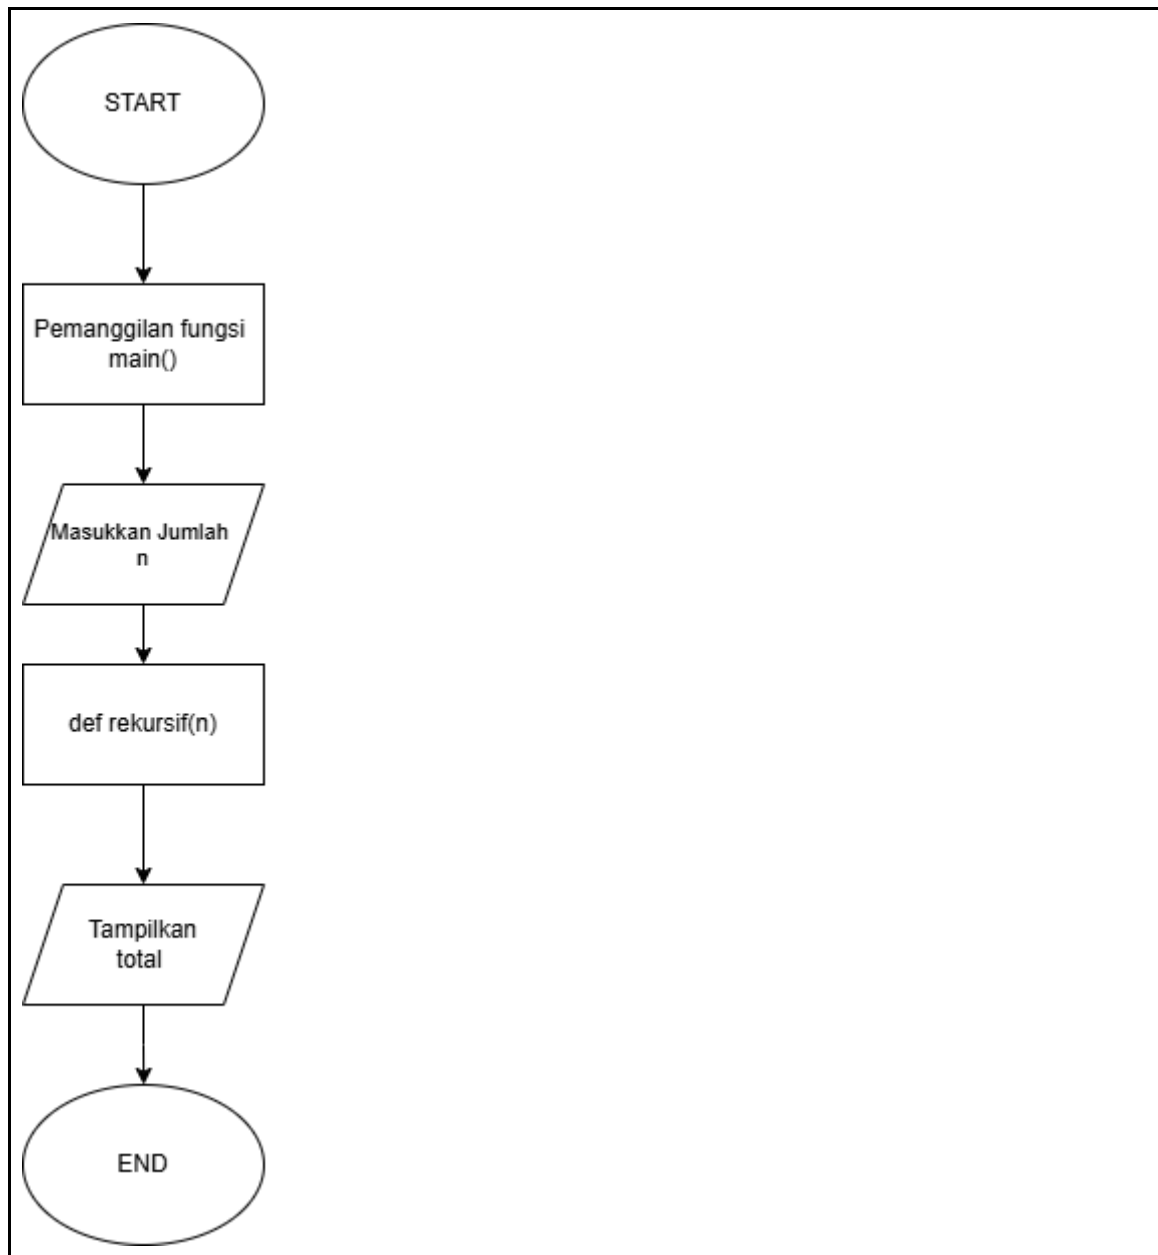 START
Pemanggilan fungsi
main()
Masukkan Jumlah
n
def rekursif(n)
Tampilkan
total
END